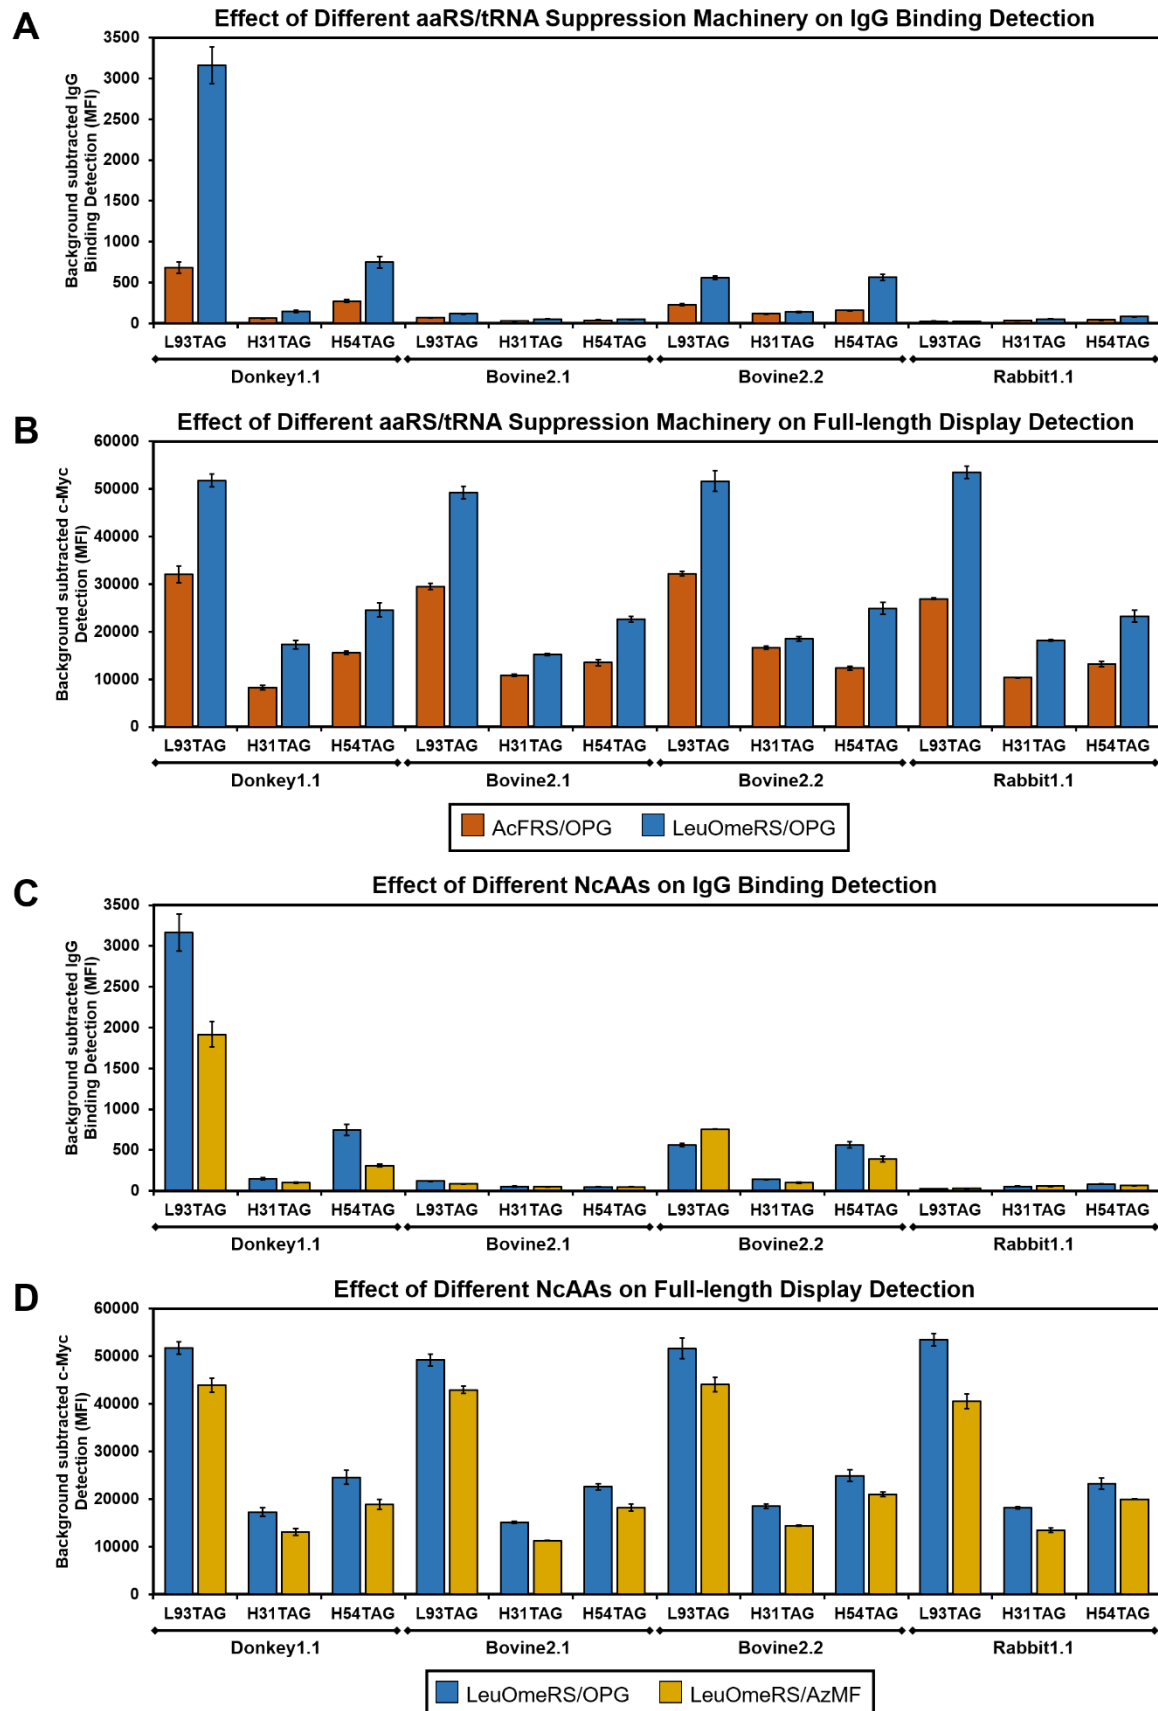 A
Effect of Different aaRS/tRNA Suppression Machinery on IgG Binding Detection
Background subtracted IgG
Binding Detection (MFI)
3500
3000
2500
2000
1500
1000
500
0
L93TAG H31TAG H54TAG L93TAG H31TAG H54TAG L93TAG H31TAG H54TAG L93TAG H31TAG H54TAG
Donkey1.1 Bovine2.1 Bovine2.2 Rabbit1.1
B
Effect of Different aaRS/tRNA Suppression Machinery on Full-length Display Detection
Background subtracted c-Myc
Detection (MFI)
60000
50000
40000
30000
20000
10000
0
L93TAG H31TAG H54TAG L93TAG H31TAG H54TAG L93TAG H31TAG H54TAG L93TAG H31TAG H54TAG
Donkey1.1 Bovine2.1 Bovine2.2 Rabbit1.1
AcFRS/OPG LeuOmeRS/OPG
C
Effect of Different NcAAs on IgG Binding Detection
Background subtracted IgG
Binding Detection (MFI)
3500
3000
2500
2000
1500
1000
500
0
L93TAG H31TAG H54TAG L93TAG H31TAG H54TAG L93TAG H31TAG H54TAG L93TAG H31TAG H54TAG
Donkey1.1 Bovine2.1 Bovine2.2 Rabbit1.1
D
Effect of Different NcAAs on Full-length Display Detection
Background subtracted c-Myc
Detection (MFI)
60000
50000
40000
30000
20000
10000
0
L93TAG H31TAG H54TAG L93TAG H31TAG H54TAG L93TAG H31TAG H54TAG L93TAG H31TAG H54TAG
Donkey1.1 Bovine2.1 Bovine2.2 Rabbit1.1
LeuOmeRS/OPG LeuOmeRS/AzMF